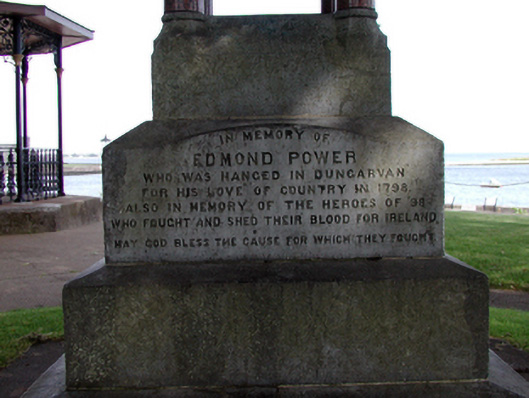 IN MEMORY OF
EDMOND POWER
WHO WAS HANGED IN DUNGARVAN
FOR HIS LOVE OF COUNTRY IN 1798.
ALSO IN MEMORY OF THE HEROES OF '98
WHO FOUGHT AND SHED THEIR BLOOD FOR IRELAND
MAY GOD BLESS THE CAUSE FOR WHICH THEY FOUGHT